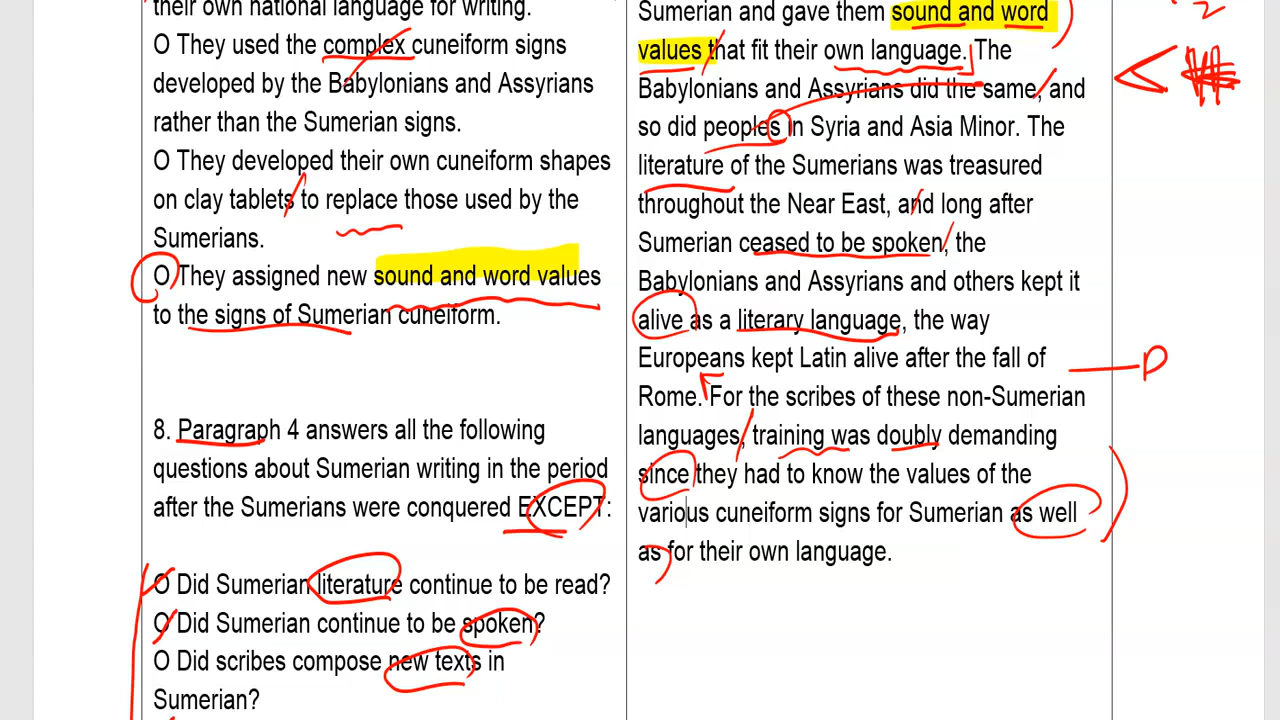 their own national language for writing.
O They used the complex cuneiform signs
developed by the Babylonians and Assyrians
rather than the Sumerian signs.
O They developed their own cuneiform shapes
on clay tablets to replace those used by the
Sumerians.
O They assigned new sound and word values
to the signs of Sumerian cuneiform.
8. Paragraph 4 answers all the following
questions about Sumerian writing in the period
after the Sumerians were conquered EXCEPT:
O Did Sumerian literature continue to be read?
O Did Sumerian continue to be spoken?
O Did scribes compose new texts in
Sumerian?
Sumerian and gave them sound and word
values that fit their own language. The
Babylonians and Assyrians did the same, and
so did peoples in Syria and Asia Minor. The
literature of the Sumerians was treasured
throughout the Near East, and long after
Sumerian ceased to be spoken, the
Babylonians and Assyrians and others kept it
alive as a literary language, the way
Europeans kept Latin alive after the fall of
Rome. For the scribes of these non-Sumerian
languages, training was doubly demanding
since they had to know the values of the
various cuneiform signs for Sumerian as well
as for their own language.